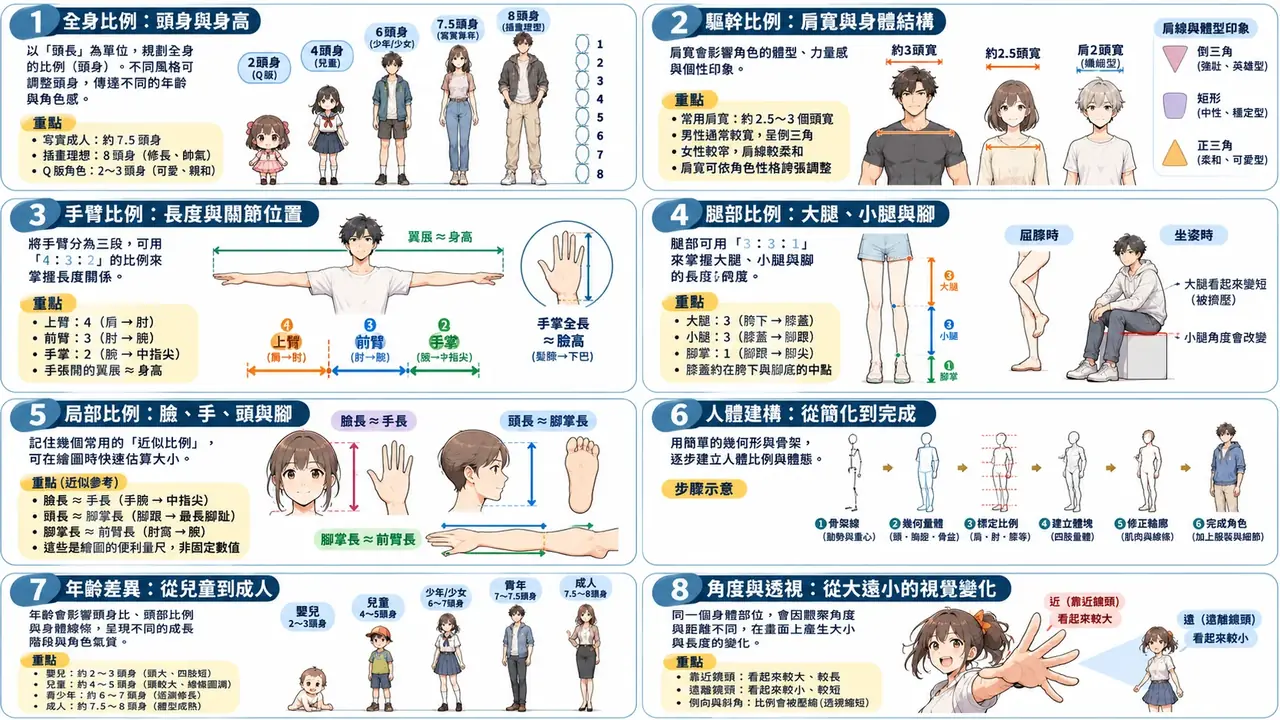 1 全身比例：頭身與身高
以「頭長」為單位，規劃全身
的比例（頭身）。不同風格可
調整頭身，傳達不同的年齡
與角色感。
重點
• 寫實成人：約 7.5 頭身
• 插畫理想：8 頭身（修長、帥氣）
• Q 版角色：2～3 頭身（可愛、親和）
2頭身
4頭身
6頭身
(少年/少女)
7.5頭身
8頭身
1
2
3
4
5
6
7
8
2 軀幹比例：肩寬與身體結構
肩寬會影響角色的體型、力量感
與個性印象。
重點
• 常用肩寬：約 2.5～3 個頭寬
• 男性通常較寬，呈倒三角
• 女性較窄，肩線較柔和
• 肩寬可依角色性格誇張調整
約3頭寬
約2.5頭寬
肩2頭寬
(纖細型)
肩線與體型印象
倒三角
(強壯、英雄型)
矩形
(中性、穩定型)
正三角
(柔和、可愛型)
3 手臂比例：長度與關節位置
將手臂分為三段，可用
「4：3：2」的比例來
掌握長度關係。
重點
• 上臂：4（肩 → 肘）
• 前臂：3（肘 → 腕）
• 手掌：2（腕 → 中指尖）
• 手張開的翼展 ≈ 身高
翼展 ≈ 身高
4
上臂
(肩→肘)
3
前臂
(肘→腕)
2
手掌
(腕→中指尖)
手掌全長
≈ 臉高
(髮際→下巴)
4 腿部比例：大腿、小腿與腳
腿部可用「3：3：1」
來掌握大腿、小腿與腳
重點
• 大腿：3（胯下 → 膝蓋）
• 小腿：3（膝蓋 → 腳跟）
• 腳掌：1（腳跟 → 腳尖）
• 膝蓋約在胯下與腳底的中點
3
大腿
3
小腿
1
腳掌
屈膝時
坐姿時
大腿看起來變短
（被擠壓）
小腿角度會改變
5 局部比例：臉、手、頭與腳
記住幾個常用的「近似比例」，
可在繪圖時快速估算大小。
重點 (近似參考)
• 臉長 ≈ 手長（手腕 → 中指尖）
• 頭長 ≈ 腳掌長（腳跟 → 最長腳趾）
• 腳掌長 ≈ 前臂長（肘窩 → 腕）
• 這些是繪圖的便利量尺，非固定數值
臉長 ≈ 手長
頭長 ≈ 腳掌長
腳掌長 ≈ 前臂長
6 人體建構：從簡化到完成
用簡單的幾何形與骨架，
逐步建立人體比例與體態。
步驟示意
1 骨架線
(動勢與重心)
2 幾何量體
3 標定比例
(肩・肘・膝等)
4 建立體塊
(四肢量體)
5 修正輪廓
(肌肉與線條)
6 完成角色
(加上服裝與細節)
7 年齡差異：從兒童到成人
年齡會影響頭身比、頭部比例
與身體線條，呈現不同的成長
階段與角色氣質。
重點
• 嬰兒：約 2～3 頭身（頭大、四肢短）
• 兒童：約 4～5 頭身
• 青少年：約 6～7 頭身
• 成人：約 7.5～8 頭身（體型成熟）
嬰兒
2～3頭身
兒童
4～5頭身
少年/少女
6～7頭身
青年
7～7.5頭身
成人
7.5～8頭身
8 角度與透視：從大遠小的視覺變化
同一個身體部位，會因觀察角度
與距離不同，在畫面上產生大小
與長度的變化。
重點
• 靠近鏡頭：看起來較大、較長
• 遠離鏡頭：看起來較小、較短
• 側向與斜角：比例會被壓縮（透視縮短）
近（靠近鏡頭）
看起來較大
遠（遠離鏡頭）
看起來較小